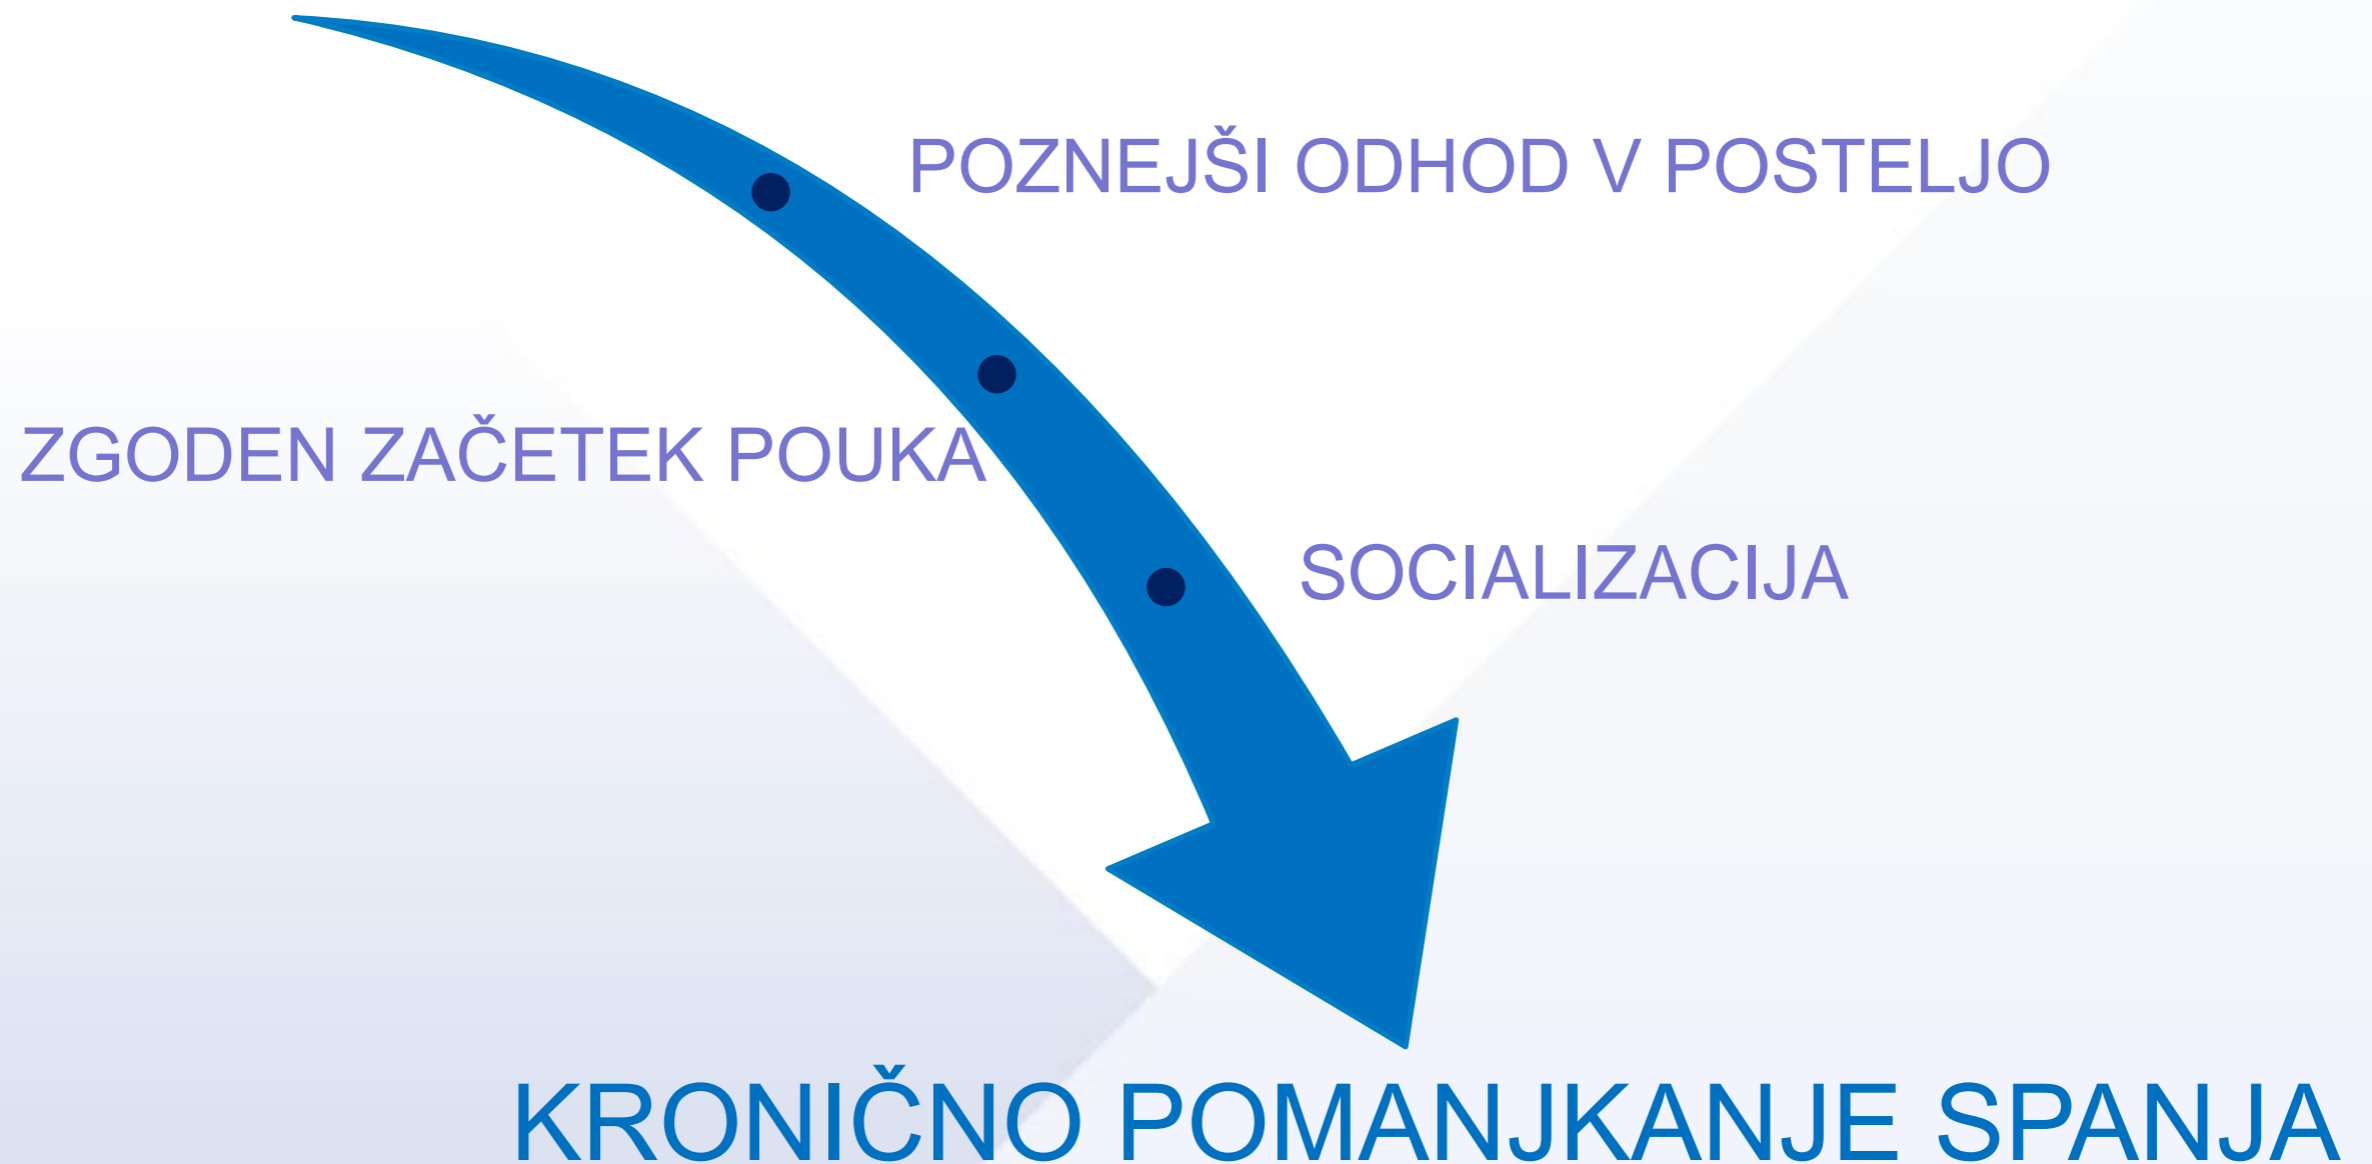 POZNEJŠI ODHOD V POSTELJO
ZGODEN ZAČETEK POUKA
SOCIALIZACIJA
KRONIČNO POMANJKANJE SPANJA